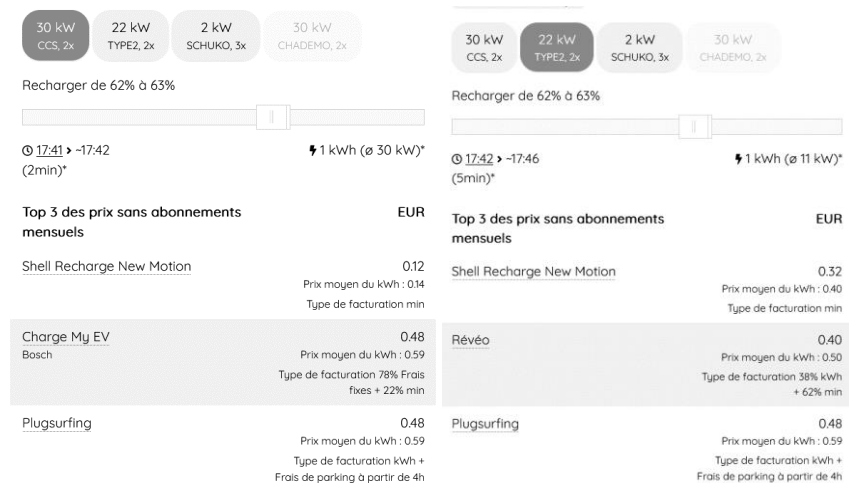 30 kW
CCS, 2x
22 kW
TYPE2, 2x
2 kW
SCHUKO, 3x
30 kW
CHADEMO, 2x
Recharger de 62% à 63%
17:41 > ~17:42
(2min)*
1 kWh (ø 30 kW)*
Top 3 des prix sans abonnements
mensuels
EUR
Shell Recharge New Motion
0.12
Prix moyen du kWh : 0.14
Type de facturation min
Charge My EV
0.48
Bosch
Prix moyen du kWh : 0.59
Type de facturation 78% Frais
fixes + 22% min
Plugsurfing
0.48
Prix moyen du kWh : 0.59
Type de facturation kWh +
Frais de parking à partir de 4h
30 kW
CCS, 2x
22 kW
TYPE2, 2x
2 kW
SCHUKO, 3x
30 kW
CHADEMO, 2x
Recharger de 62% à 63%
17:42 > ~17:46
(5min)*
1 kWh (ø 11 kW)*
Top 3 des prix sans abonnements
mensuels
EUR
Shell Recharge New Motion
0.32
Prix moyen du kWh : 0.40
Type de facturation min
Révéo
0.40
Prix moyen du kWh : 0.50
Type de facturation 38% kWh
+ 62% min
Plugsurfing
0.48
Prix moyen du kWh : 0.59
Type de facturation kWh +
Frais de parking à partir de 4h